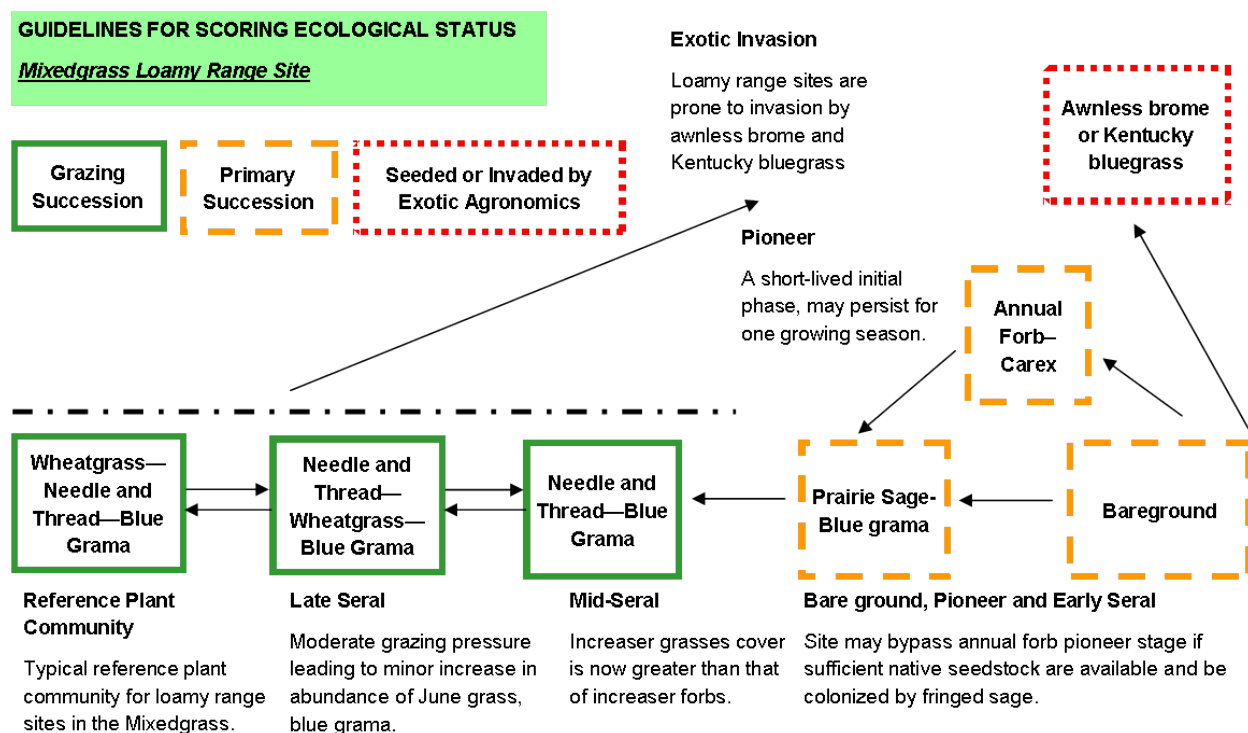 GUIDELINES FOR SCORING ECOLOGICAL STATUS
Mixedgrass Loamy Range Site
Grazing
Succession
Primary
Succession
Seeded or Invaded by
Exotic Agronomics
Exotic Invasion
Loamy range sites are
prone to invasion by
awnless brome and
Kentucky bluegrass
Awnless brome
or Kentucky
bluegrass
Pioneer
A short-lived initial
phase, may persist for
one growing season.
Annual
Forb–
Carex
Wheatgrass—
Needle and
Thread—Blue
Grama
Needle and
Thread—
Wheatgrass—
Blue Grama
Needle and
Thread—Blue
Grama
Prairie Sage-
Blue grama
Bareground
Reference Plant
Community
Typical reference plant
community for loamy range
sites in the Mixedgrass.
Late Seral
Moderate grazing pressure
leading to minor increase in
abundance of June grass,
blue grama.
Mid-Seral
Increaser grasses cover
is now greater than that
of increaser forbs.
Bare ground, Pioneer and Early Seral
Site may bypass annual forb pioneer stage if
sufficient native seedstock are available and be
colonized by fringed sage.